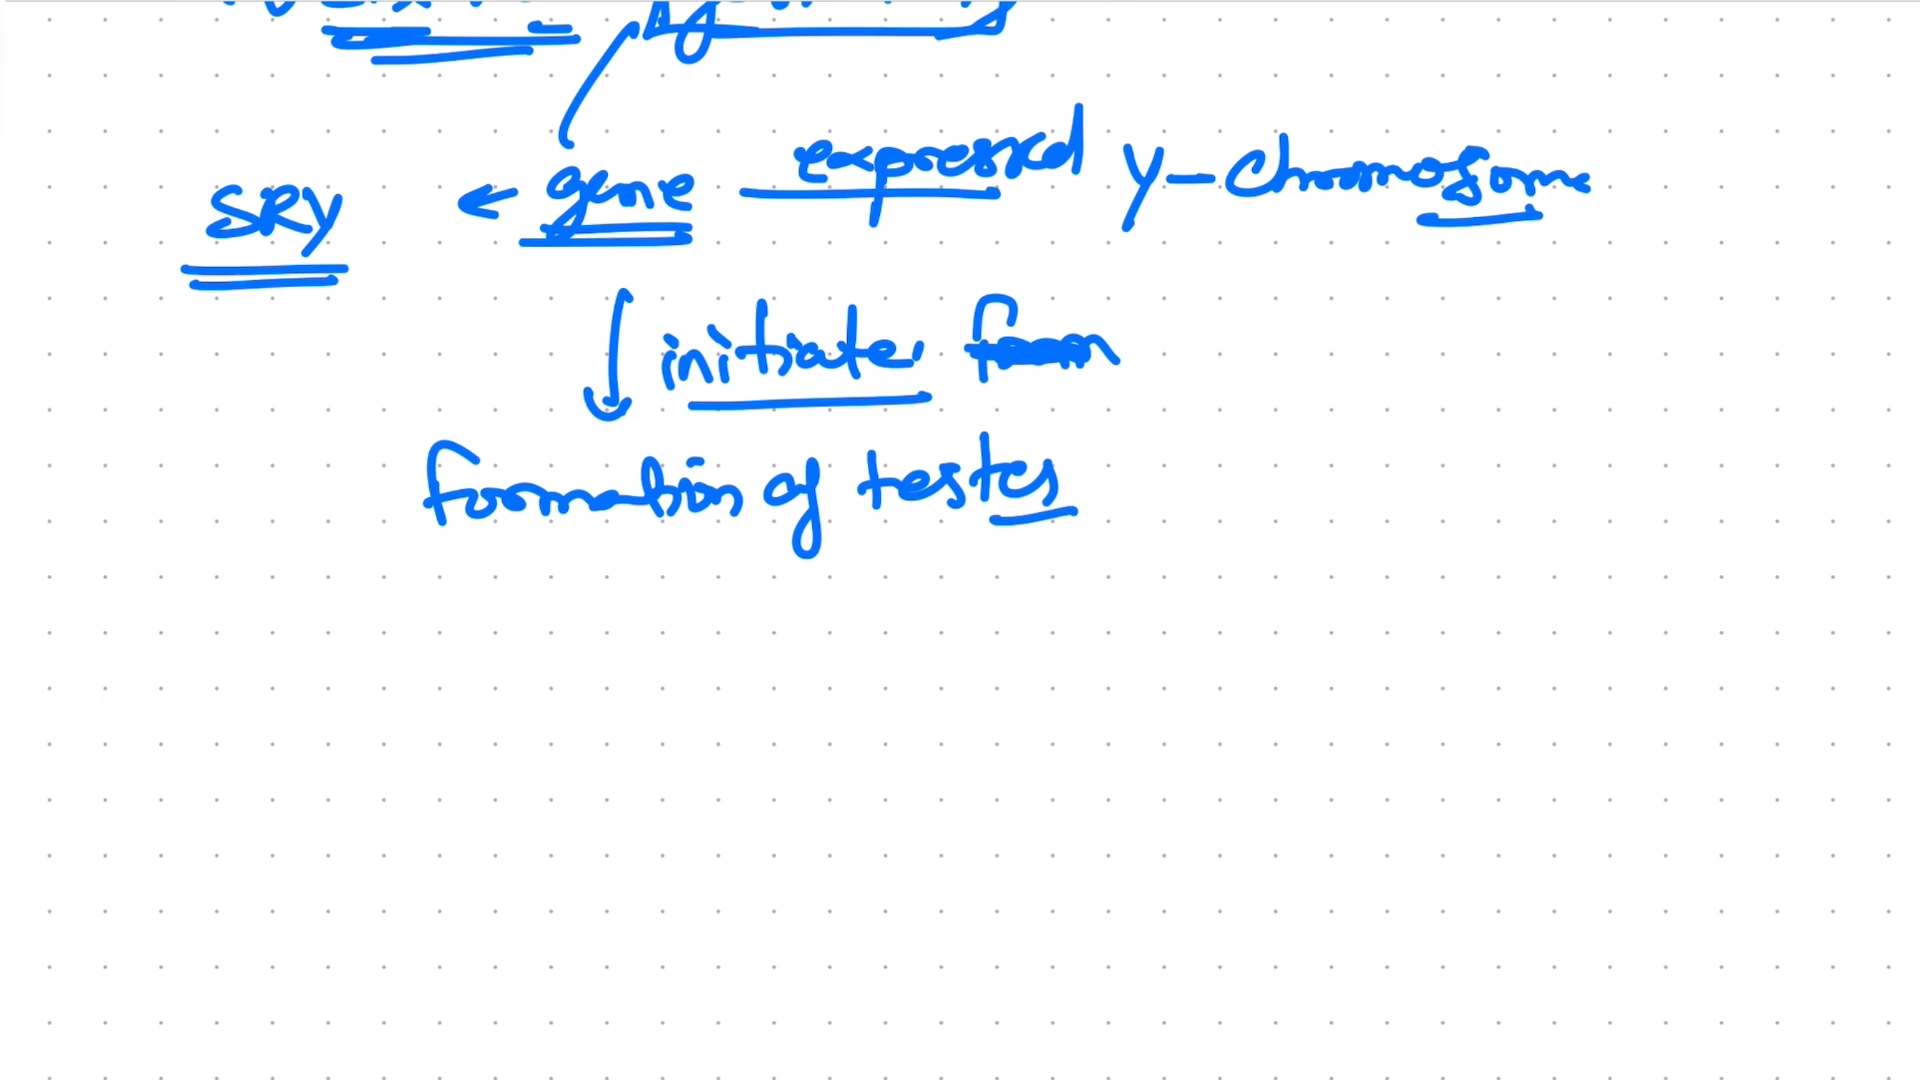 SRY ← gene expressed Y-Chromosome
↓ initiate
formation of testes